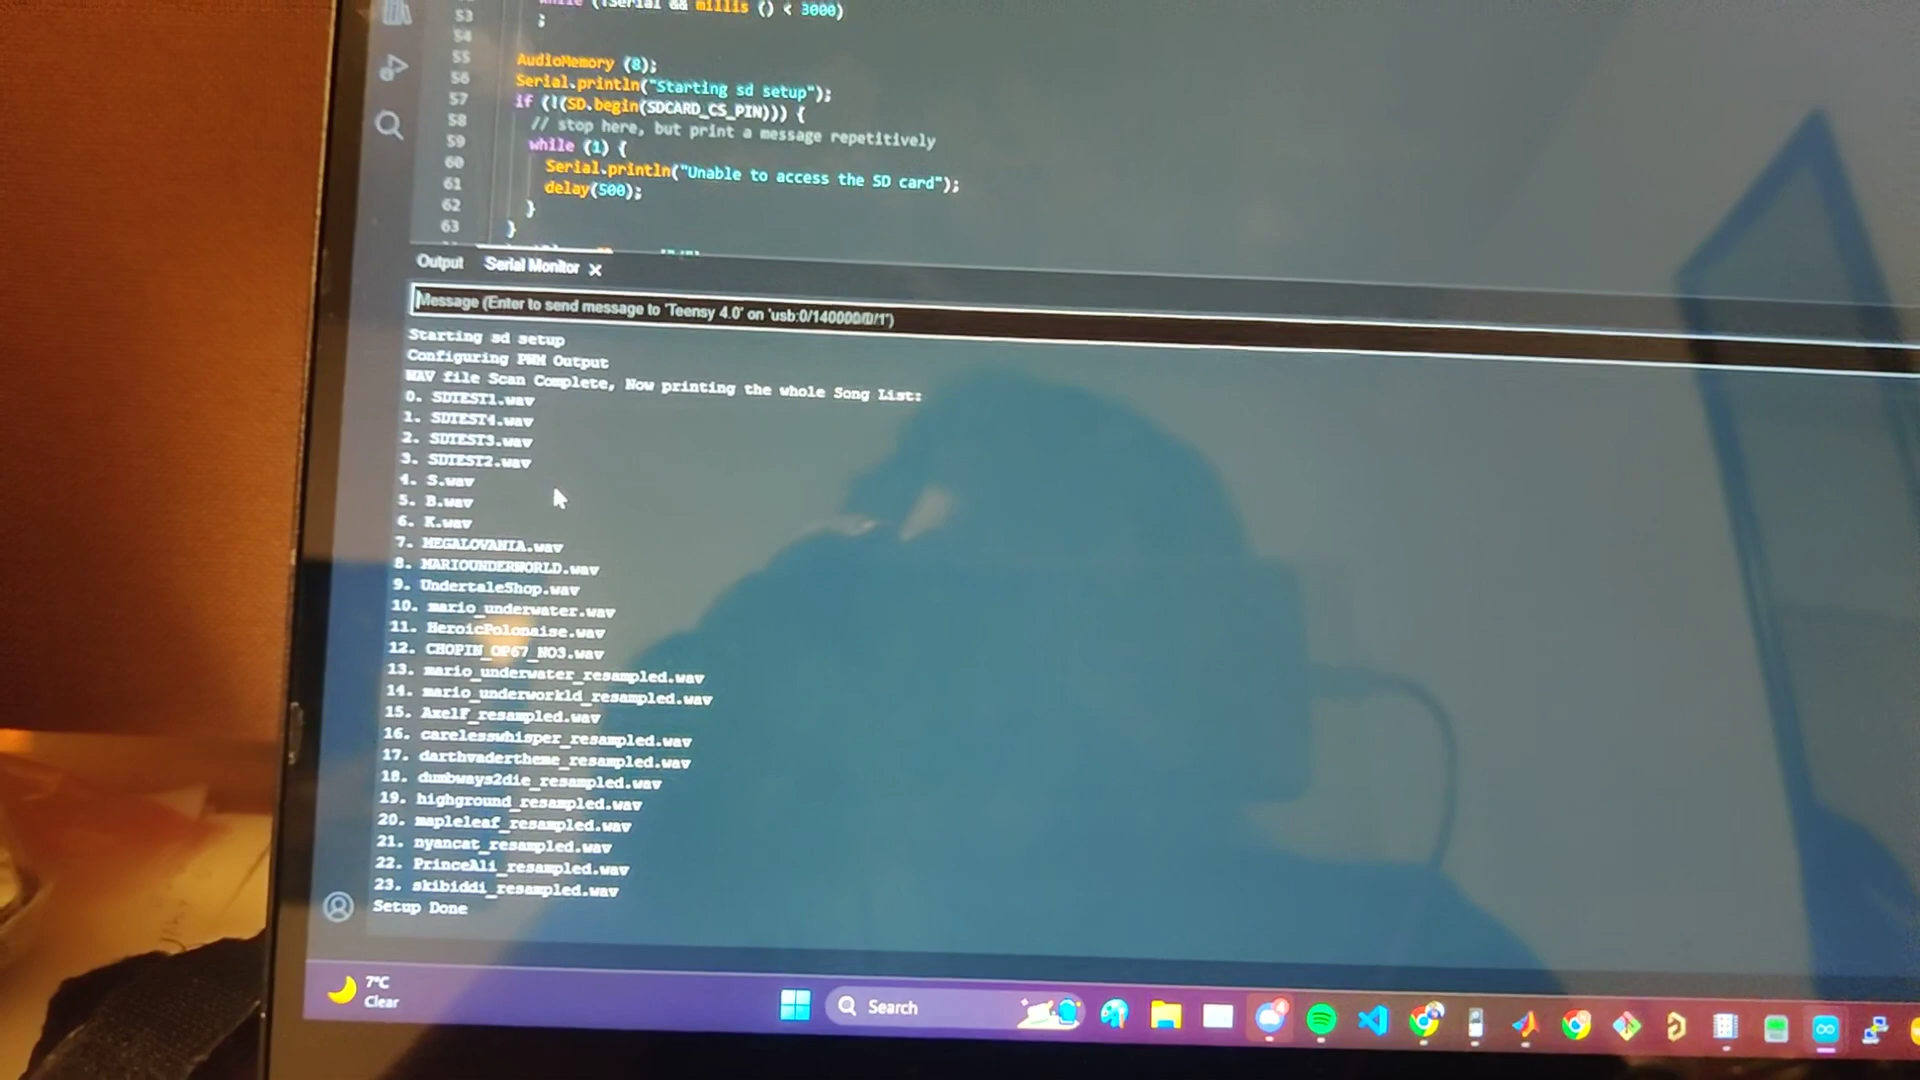 53 while (!Serial && millis () < 3000)
54 ;
55
56 AudioMemory (8);
57 Serial.println("Starting sd setup");
58 if (!(SD.begin(SDCARD_CS_PIN))) {
59 // stop here, but print a message repetitively
60 while (1) {
61 Serial.println("Unable to access the SD card");
62 delay(500);
63 }
}
Output Serial Monitor ×
Message (Enter to send message to 'Teensy 4.0' on 'usb:0/140000/0/1')
Starting sd setup
Configuring PWM Output
WAV file Scan Complete, Now printing the whole Song List:
0. SDTEST1.wav
1. SDTEST4.wav
2. SDTEST3.wav
3. SDTEST2.wav
4. S.wav
5. B.wav
6. K.wav
7. MEGALOVANIA.wav
8. MARIOUNDERWORLD.wav
9. UndertaleShop.wav
10. mario_underwater.wav
11. HeroicPolonaise.wav
12. CHOPIN_OP67_NO3.wav
13. mario_underwater_resampled.wav
14. mario_underworkld_resampled.wav
15. AxelF_resampled.wav
16. carelesswhisper_resampled.wav
17. darthvadertheme_resampled.wav
18. dumbways2die_resampled.wav
19. highground_resampled.wav
20. mapleleaf_resampled.wav
21. nyancat_resampled.wav
22. PrinceAli_resampled.wav
23. skibiddi_resampled.wav
Setup Done
7°C
Clear
Search